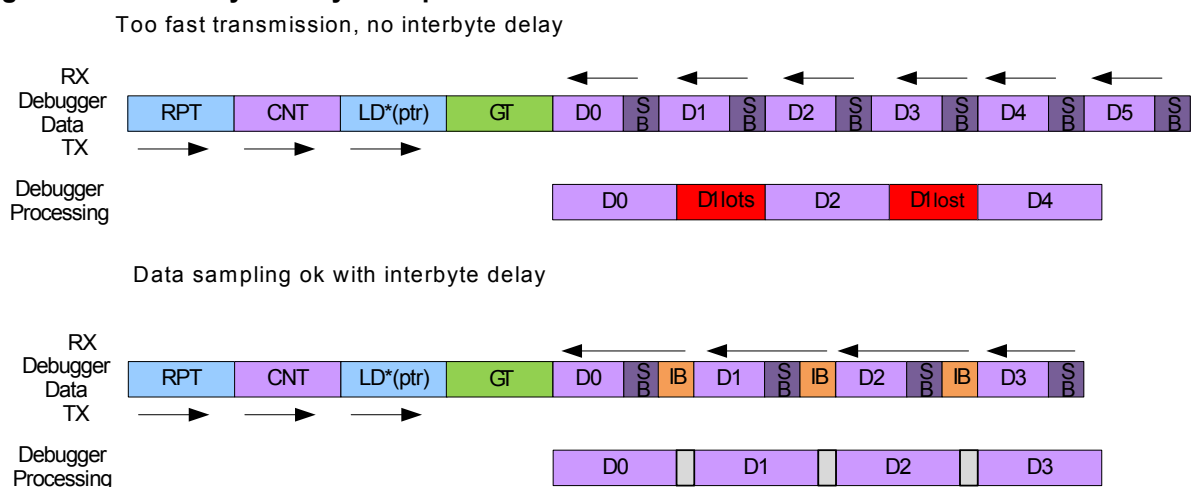 Too fast transmission, no interbyte delay
RX
Debugger
Data
TX
RPT CNT LD*(ptr) GT D0 SB D1 SB D2 SB D3 SB D4 SB D5 SB
Debugger
Processing
D0 D1lots D2 D1lost D4
Data sampling ok with interbyte delay
RX
Debugger
Data
TX
RPT CNT LD*(ptr) GT D0 SB IB D1 SB IB D2 SB IB D3 SB
Debugger
Processing
D0 D1 D2 D3